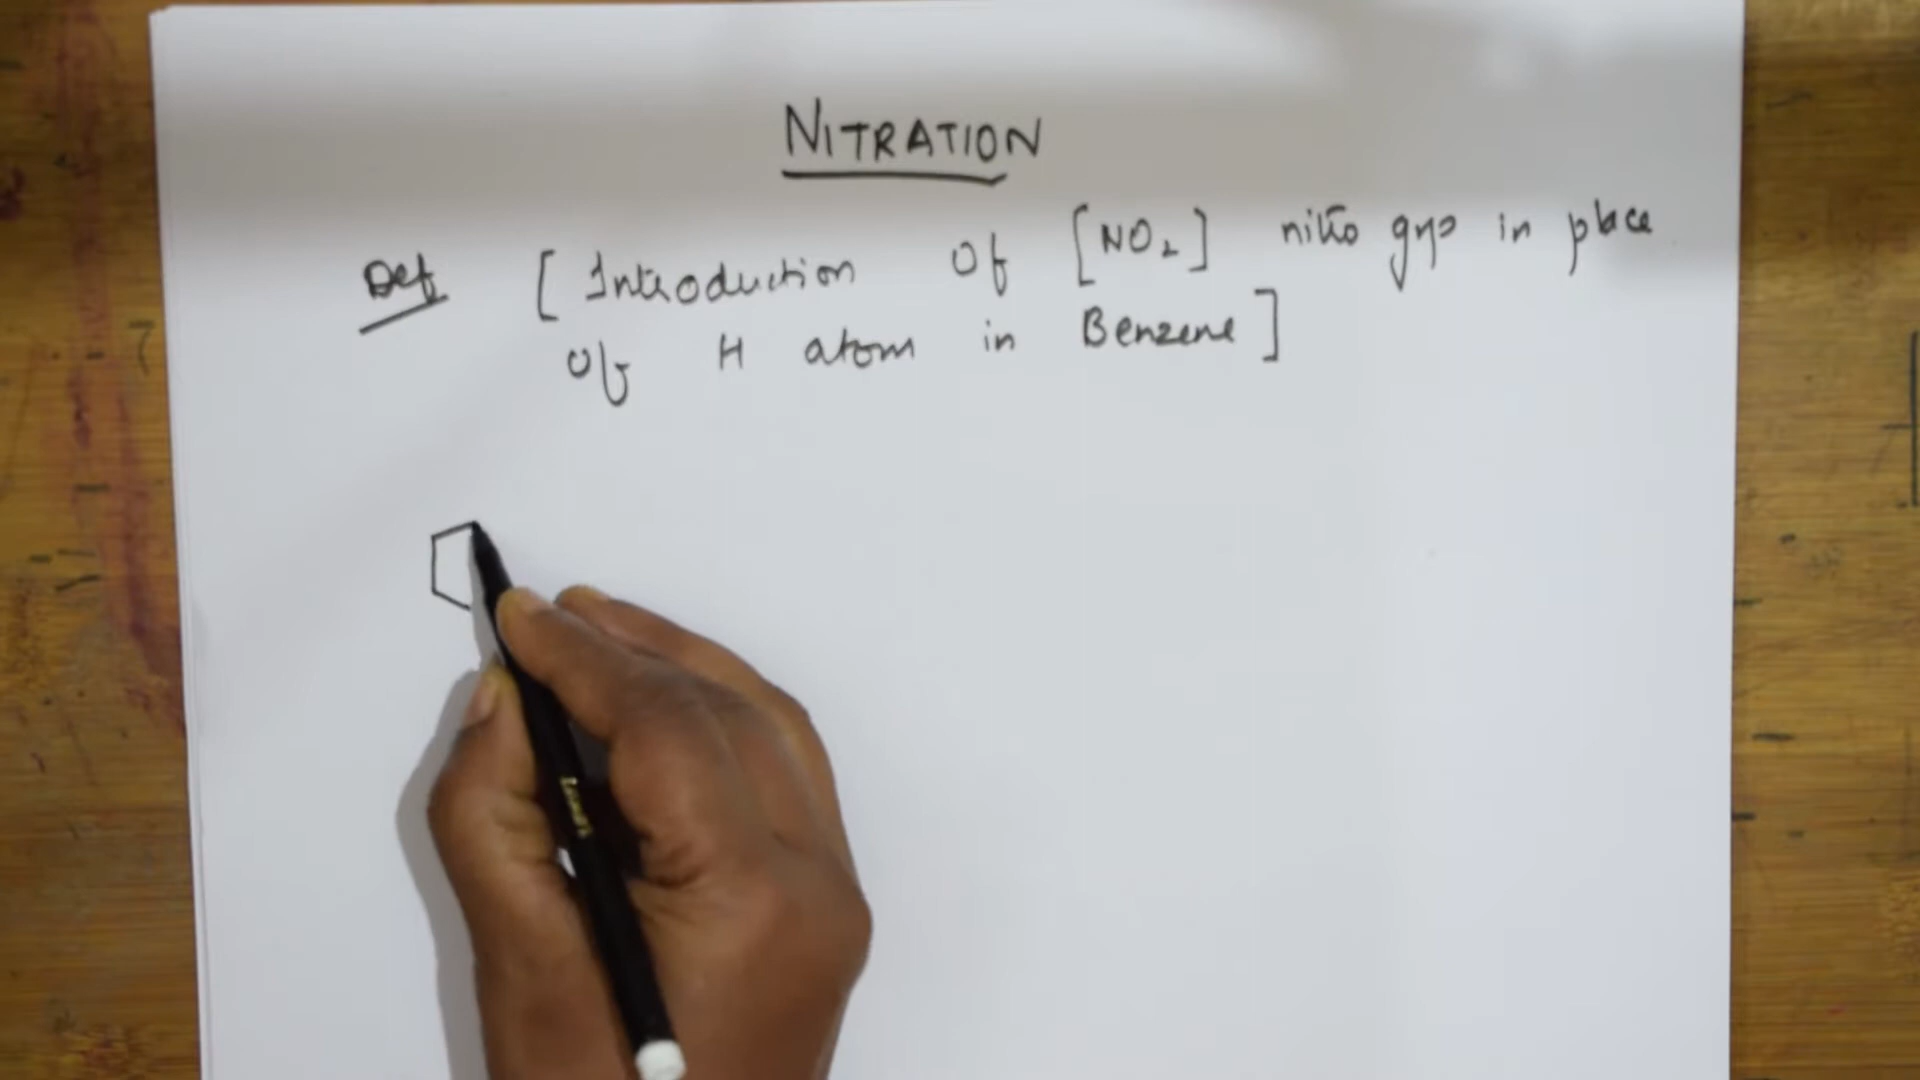 NITRATION
Def [Introduction of [NO₂] nitro grp in place
of H atom in Benzene]